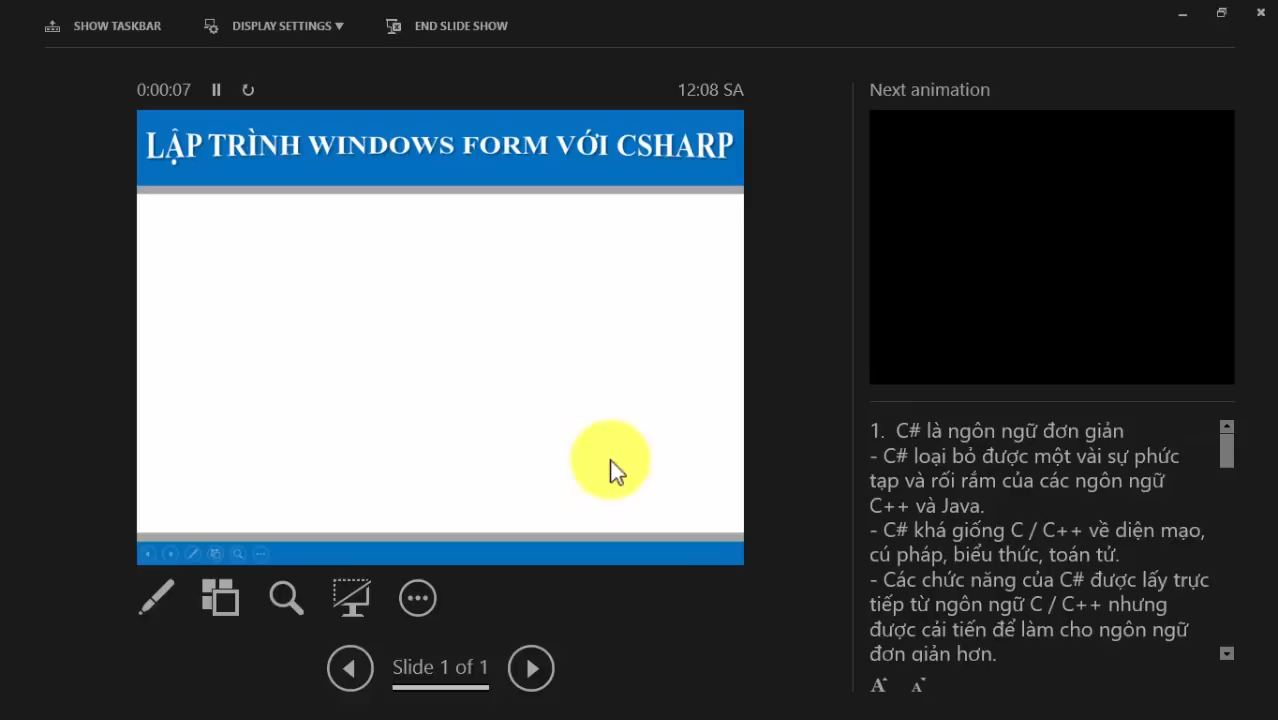 SHOW TASKBAR
DISPLAY SETTINGS ▼
END SLIDE SHOW
0:00:07
12:08 SA
Next animation
LẬP TRÌNH WINDOWS FORM VỚI CSHARP
1. C# là ngôn ngữ đơn giản
- C# loại bỏ được một vài sự phức
tạp và rối rắm của các ngôn ngữ
C++ và Java.
- C# khá giống C / C++ về diện mạo,
cú pháp, biểu thức, toán tử.
- Các chức năng của C# được lấy trực
tiếp từ ngôn ngữ C / C++ nhưng
được cải tiến để làm cho ngôn ngữ
đơn giản hơn.
Slide 1 of 1
A A